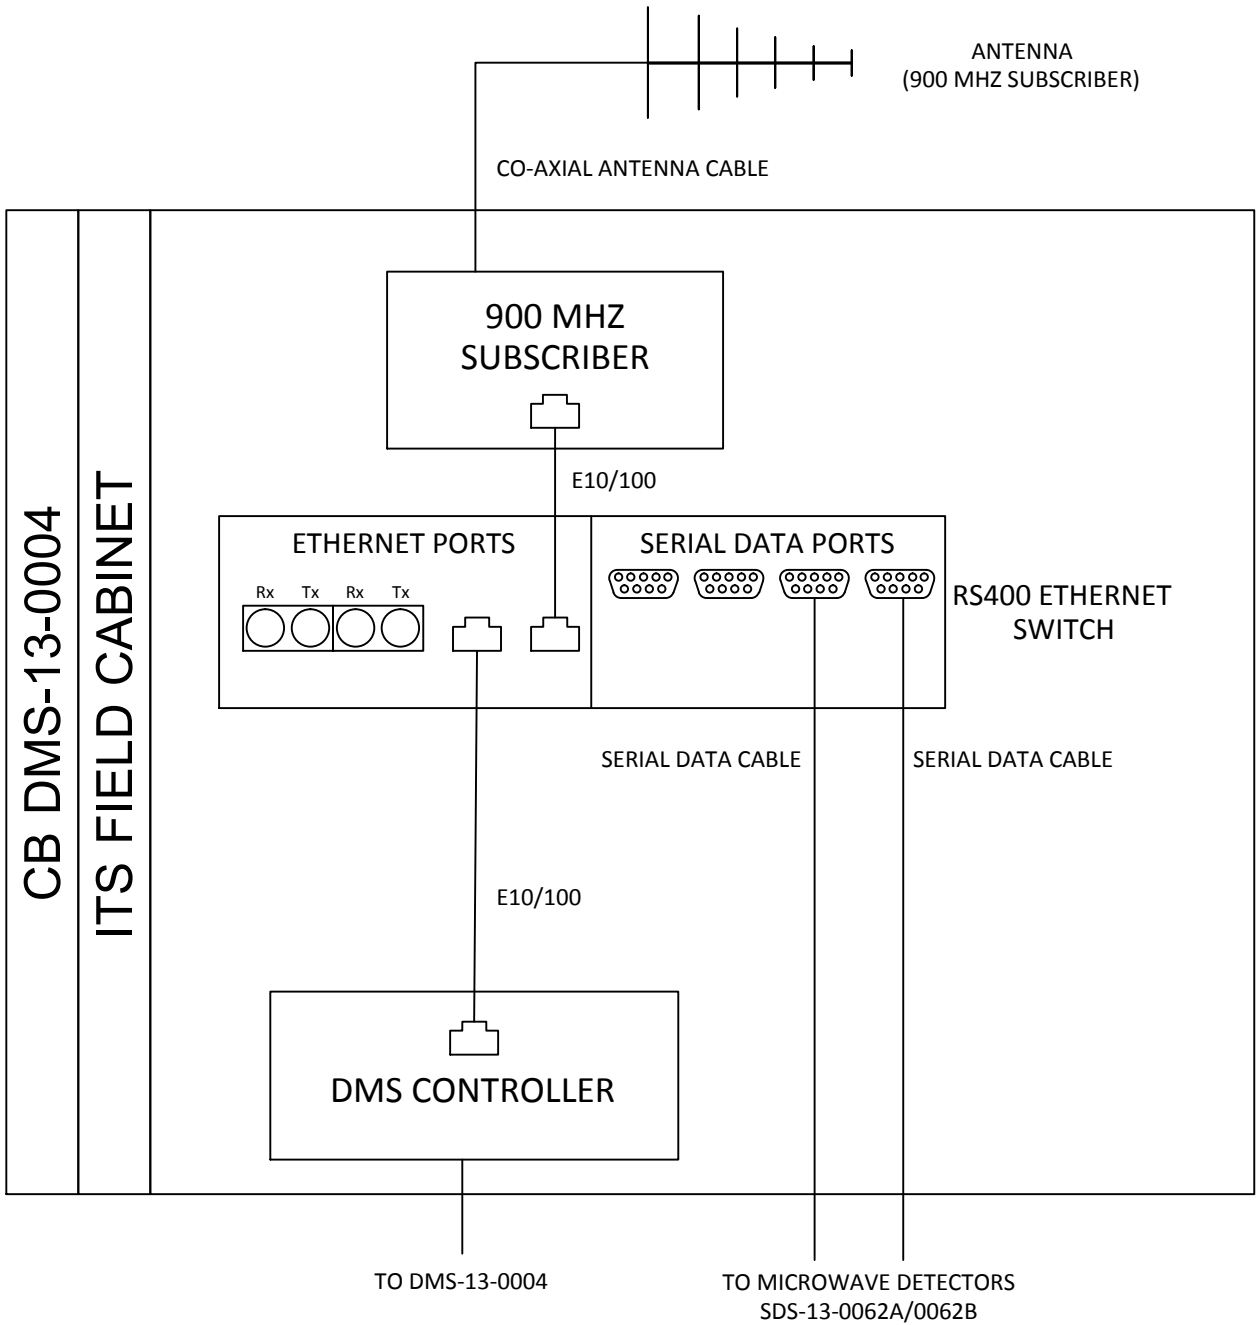 ANTENNA
(900 MHZ SUBSCRIBER)
CO-AXIAL ANTENNA CABLE
CB DMS-13-0004
ITS FIELD CABINET
900 MHZ
SUBSCRIBER
E10/100
ETHERNET PORTS
SERIAL DATA PORTS
Rx Tx Rx Tx
RS400 ETHERNET
SWITCH
SERIAL DATA CABLE
SERIAL DATA CABLE
E10/100
DMS CONTROLLER
TO DMS-13-0004
TO MICROWAVE DETECTORS
SDS-13-0062A/0062B